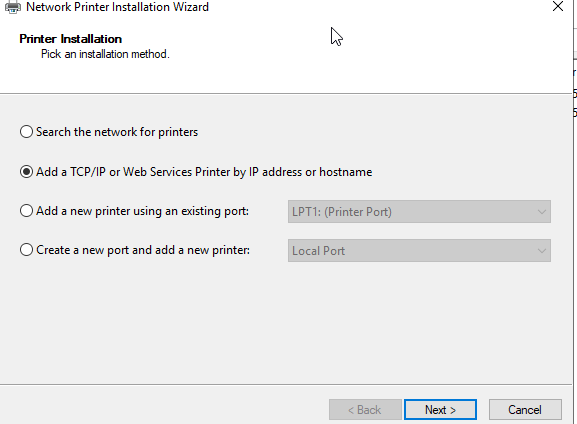 Network Printer Installation Wizard
Printer Installation
Pick an installation method.
Search the network for printers
Add a TCP/IP or Web Services Printer by IP address or hostname
Add a new printer using an existing port: LPT1: (Printer Port)
Create a new port and add a new printer: Local Port
< Back Next > Cancel